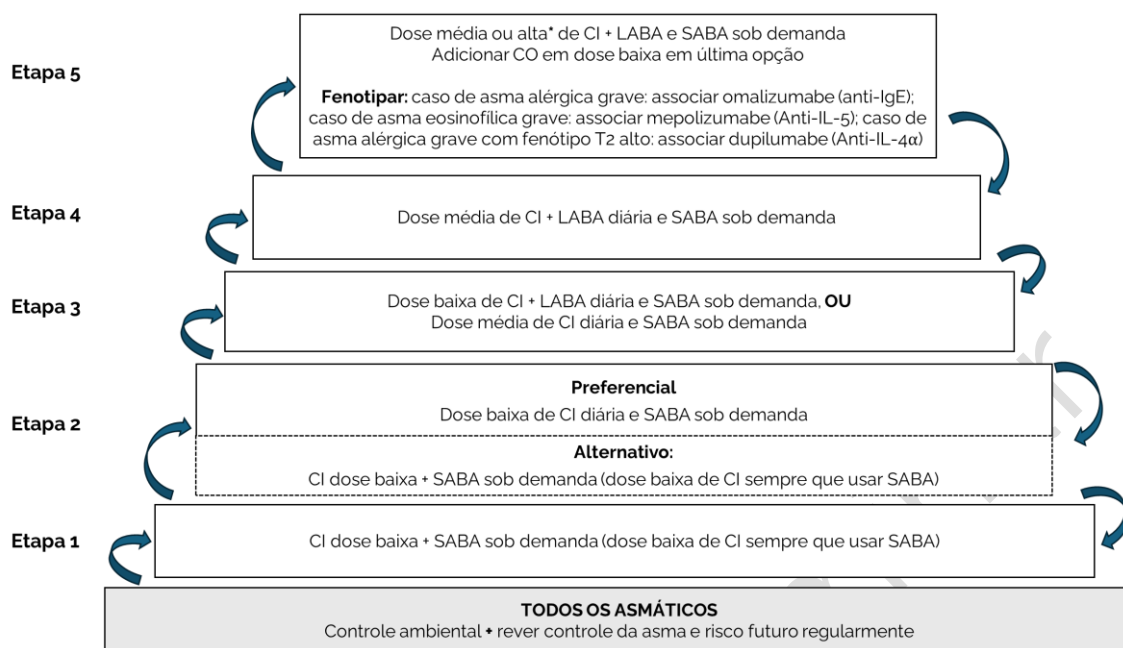 Etapa 5
Dose média ou alta* de CI + LABA e SABA sob demanda
Adicionar CO em dose baixa em última opção
Fenotipar: caso de asma alérgica grave: associar omalizumabe (anti-IgE);
caso de asma eosinofílica grave: associar mepolizumabe (Anti-IL-5); caso de
asma alérgica grave com fenótipo T2 alto: associar dupilumabe (Anti-IL-4α)
Etapa 4
Dose média de CI + LABA diária e SABA sob demanda
Etapa 3
Dose baixa de CI + LABA diária e SABA sob demanda, OU
Dose média de CI diária e SABA sob demanda
Etapa 2
Preferencial
Dose baixa de CI diária e SABA sob demanda
Alternativo:
CI dose baixa + SABA sob demanda (dose baixa de CI sempre que usar SABA)
Etapa 1
CI dose baixa + SABA sob demanda (dose baixa de CI sempre que usar SABA)
TODOS OS ASMÁTICOS
Controle ambiental + rever controle da asma e risco futuro regularmente